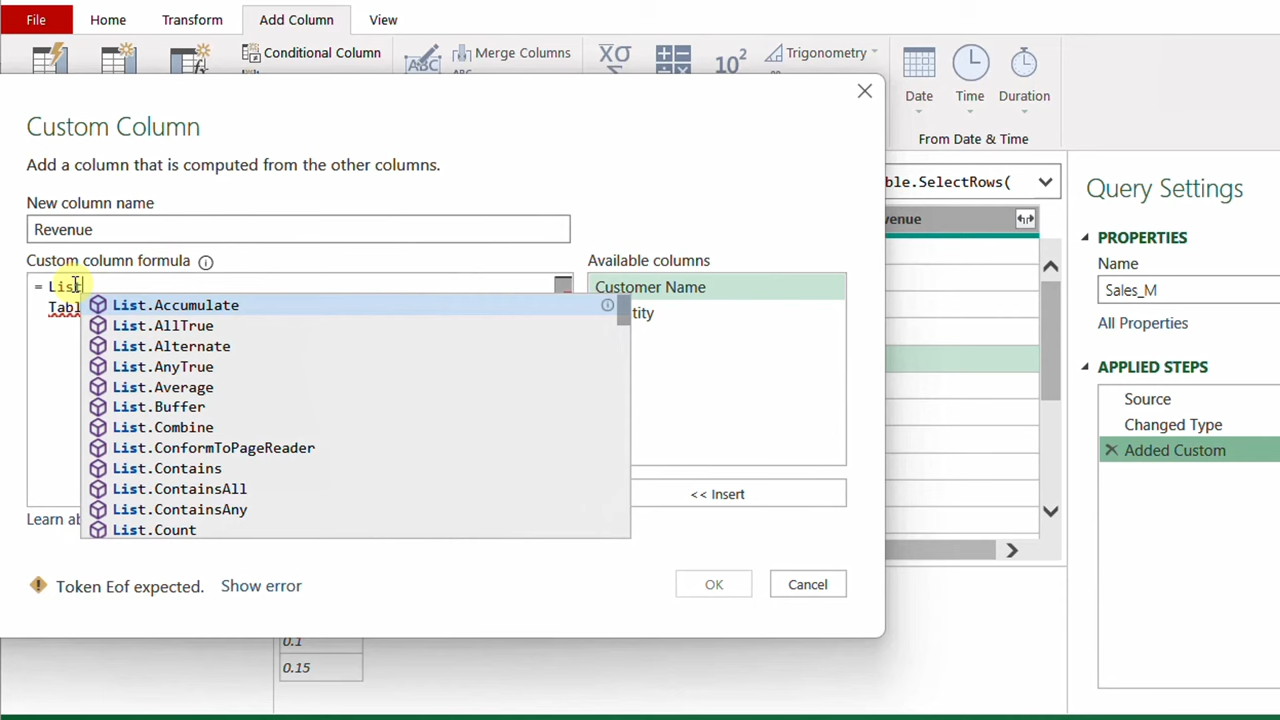 File Home Transform Add Column View
Conditional Column
ABC
Merge Columns
ABC
XΣ
10²
Trigonometry
Date Time Duration
From Date & Time
Custom Column
Add a column that is computed from the other columns.
New column name
Revenue
Custom column formula
= List
Tabl
List.Accumulate
List.AllTrue
List.Alternate
List.AnyTrue
List.Average
List.Buffer
List.Combine
List.ConformToPageReader
List.Contains
List.ContainsAll
List.ContainsAny
List.Count
Available columns
Customer Name
tity
<< Insert
Learn ab
Token Eof expected. Show error
OK Cancel
ble.SelectRows(
venue
0.1
0.15
Query Settings
PROPERTIES
Name
Sales_M
All Properties
APPLIED STEPS
Source
Changed Type
Added Custom